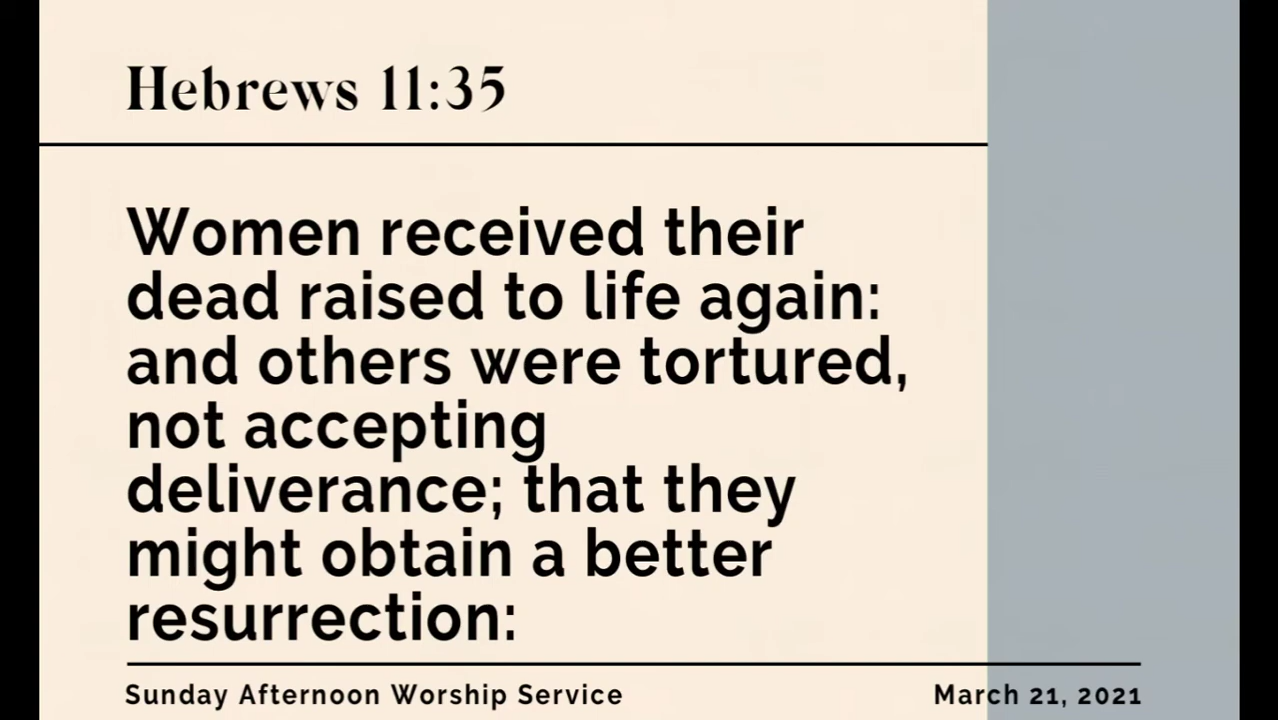 Hebrews 11:35
Women received their
dead raised to life again:
and others were tortured,
not accepting
deliverance; that they
might obtain a better
resurrection:
Sunday Afternoon Worship Service
March 21, 2021